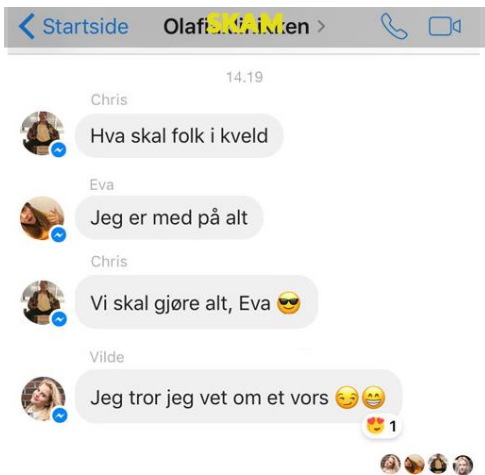 Startside
SKAM
14.19
Chris
Hva skal folk i kveld
Eva
Jeg er med på alt
Chris
Vi skal gjøre alt, Eva 😎
Vilde
Jeg tror jeg vet om et vors 😏😁
😍 1